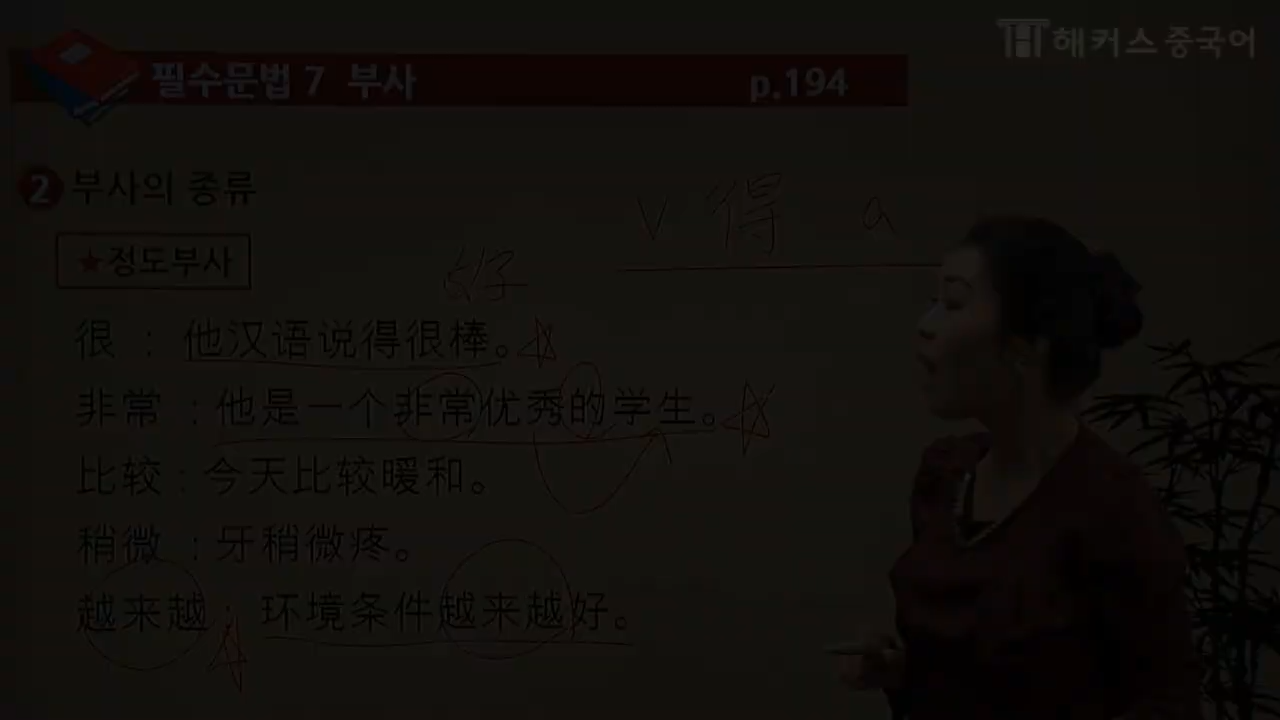 해커스 중국어
필수문법 7 부사 p.194
2 부사의 종류
V 得 a
★정도부사
很 : 他汉语说得很棒。
非常 : 他是一个非常优秀的学生。
比较 : 今天比较暖和。
稍微 : 牙稍微疼。
越来越 : 环境条件越来越好。